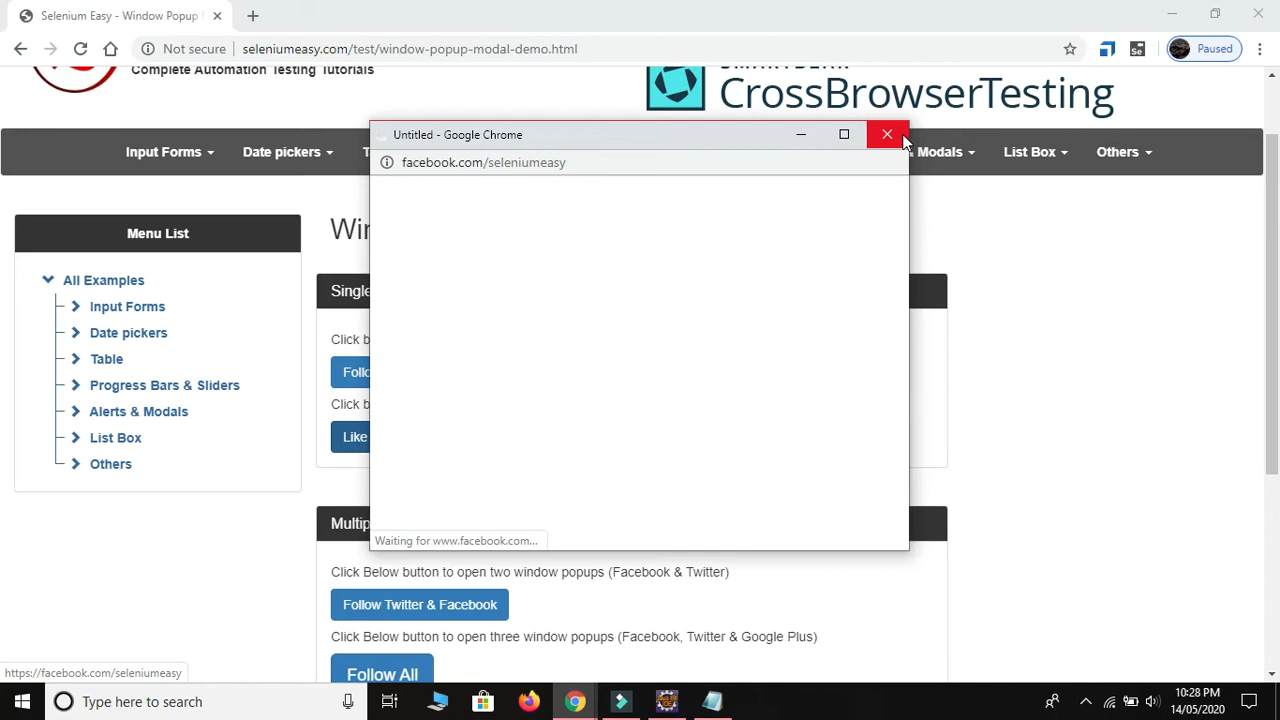 Selenium Easy - Window Popup
Paused
Not secure
seleniumeasy.com/test/window-popup-modal-demo.html
Complete Automation Testing Tutorials
CrossBrowserTesting
Untitled - Google Chrome
facebook.com/seleniumeasy
Input Forms
Date pickers
& Modals
List Box
Others
Menu List
All Examples
Input Forms
Date pickers
Table
Progress Bars & Sliders
Alerts & Modals
List Box
Others
Win
Single
Click b
Follo
Click b
Like
Waiting for www.facebook.com...
Multip
Click Below button to open two window popups (Facebook & Twitter)
Follow Twitter & Facebook
Click Below button to open three window popups (Facebook, Twitter & Google Plus)
Follow All
https://facebook.com/seleniumeasy
Type here to search
10:28 PM
14/05/2020